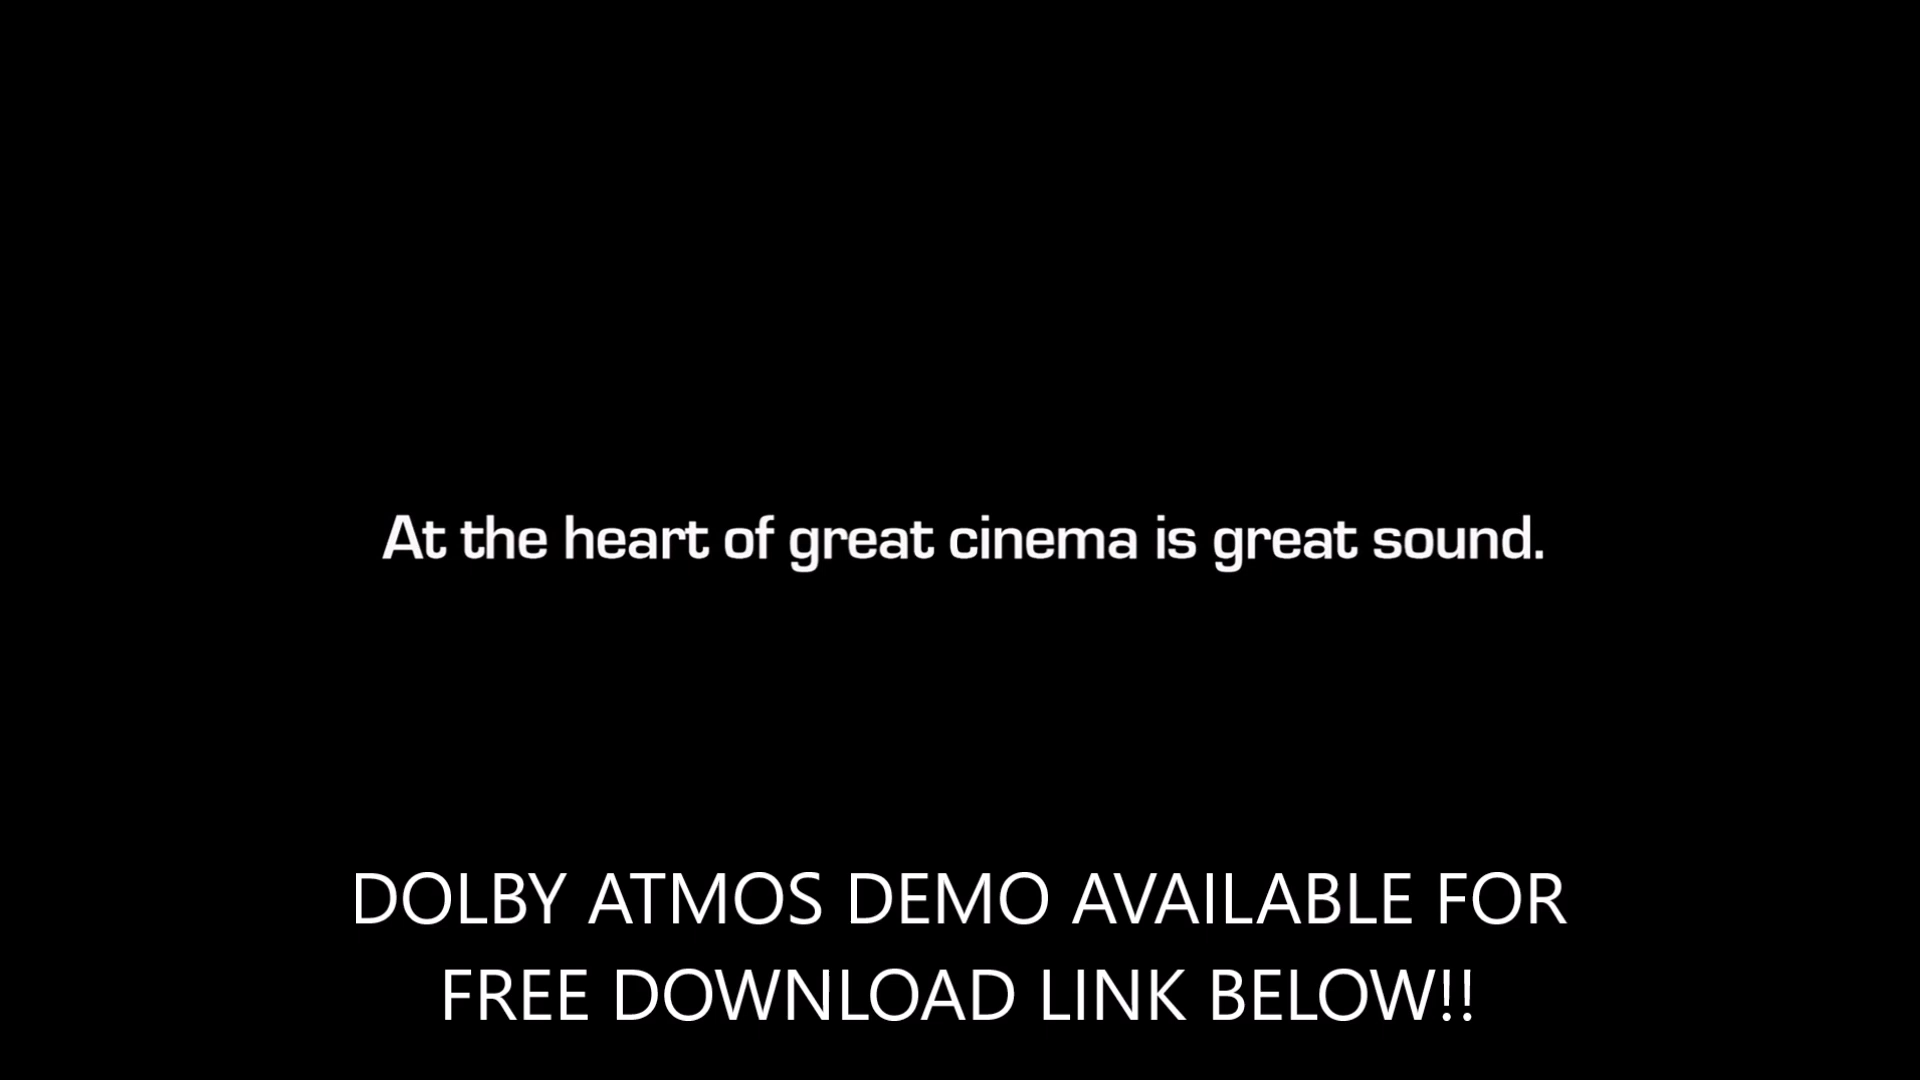 At the heart of great cinema is great sound.
DOLBY ATMOS DEMO AVAILABLE FOR
FREE DOWNLOAD LINK BELOW!!